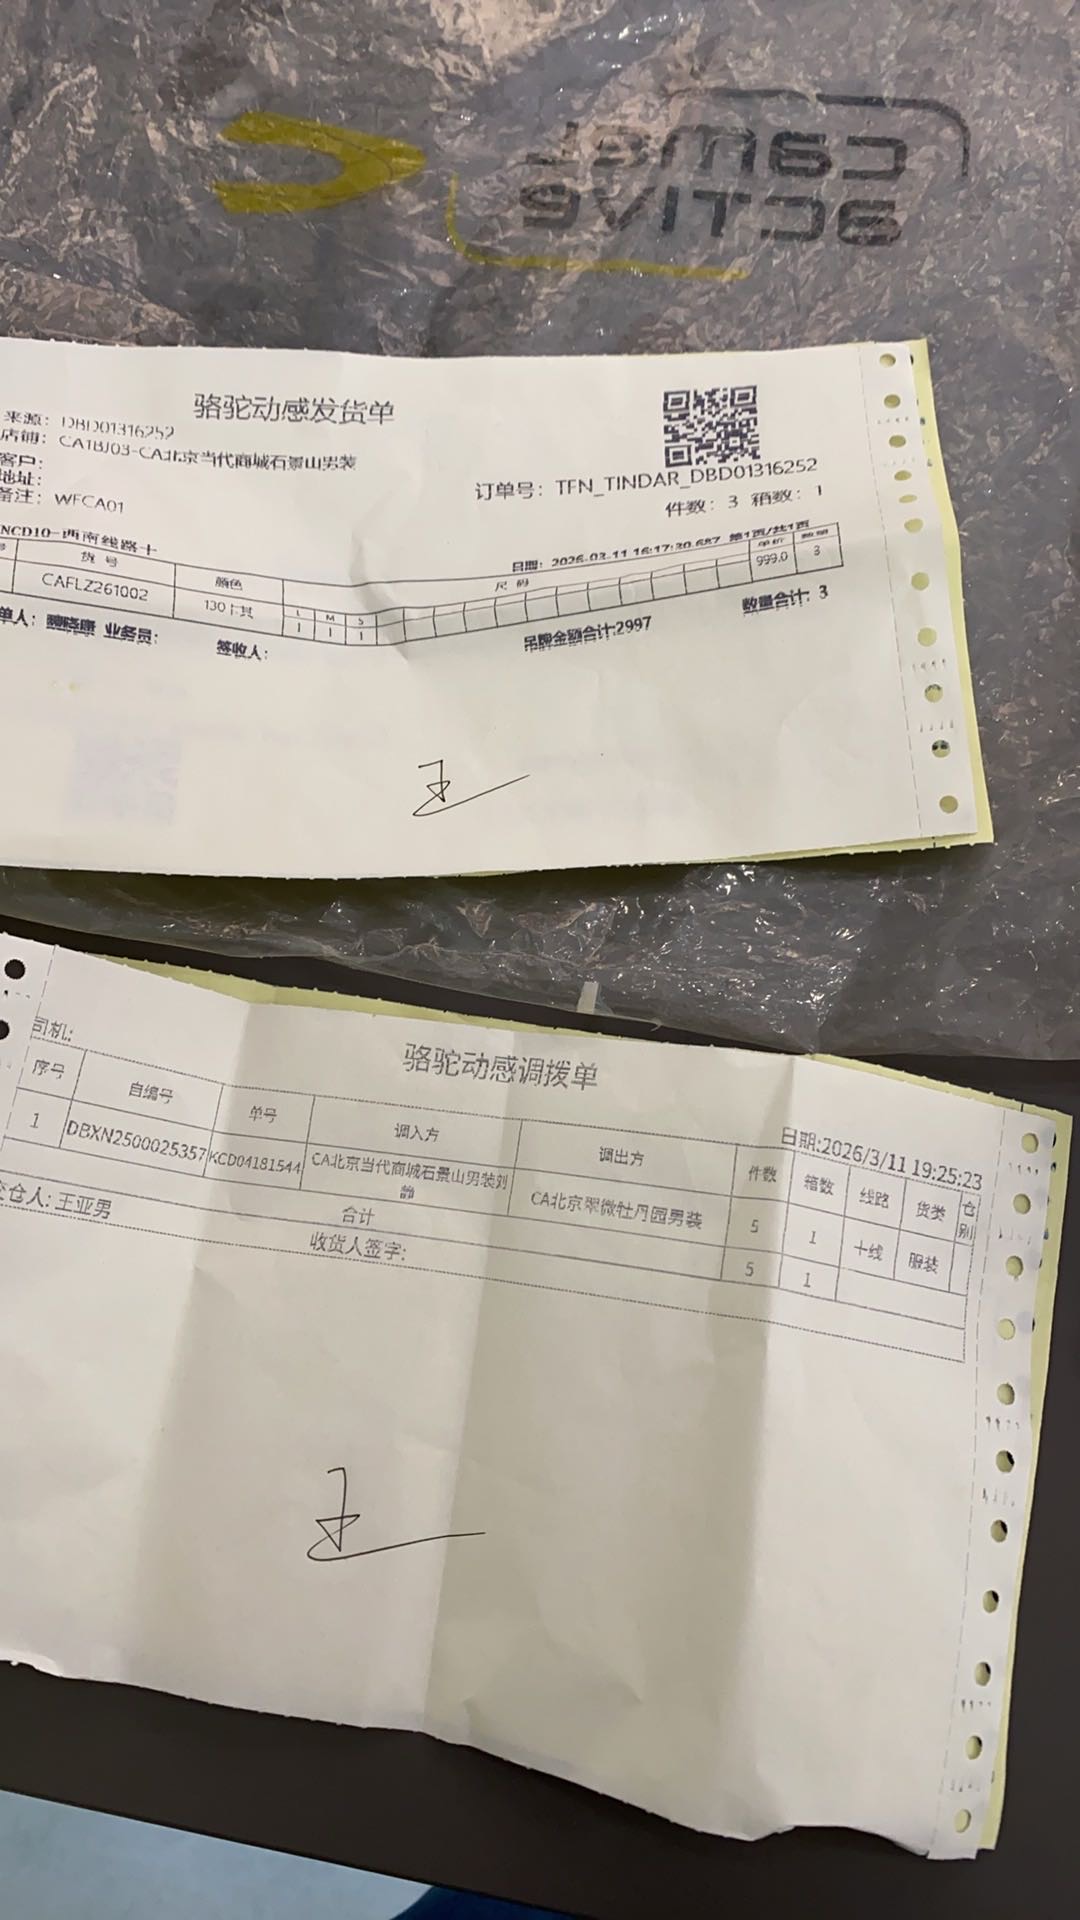 camel
active
骆驼动感发货单
来源: DBD01316252
店铺: CA1BJ03-CA北京当代商城石景山男装
客户:
地址:
备注: WFCA01
订单号: TFN_TINDAR_DBD01316252
件数: 3 箱数: 1
NCD10-西南线路十
日期: 2026-03-11 16:17:20.687 第1页/共1页
货号 颜色 尺码 单价 数量
CAFLZ261002 130卡其 L M S 999.0 3
1 1 1
单人: 业务员: 签收人: 吊牌金额合计:2997 数量合计: 3
骆驼动感调拨单
司机:
日期:2026/3/11 19:25:23
序号 自编号 单号 调入方 调出方 件数 箱数 线路 货类 仓别
1 DBXN2500025357 KCD04181544 CA北京当代商城石景山男装刘静 CA北京翠微牡丹园男装 5 1 十线 服装
合计 5 1
交仓人: 王亚男 收货人签字: